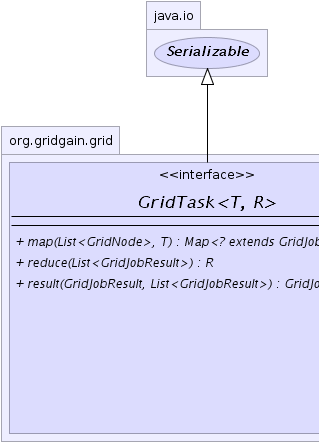 java.io
Serializable
org.gridgain.grid
<<interface>>
GridTask<T, R>
+ map(List<GridNode>, T) : Map<? extends GridJob
+ reduce(List<GridJobResult>) : R
+ result(GridJobResult, List<GridJobResult>) : GridJo